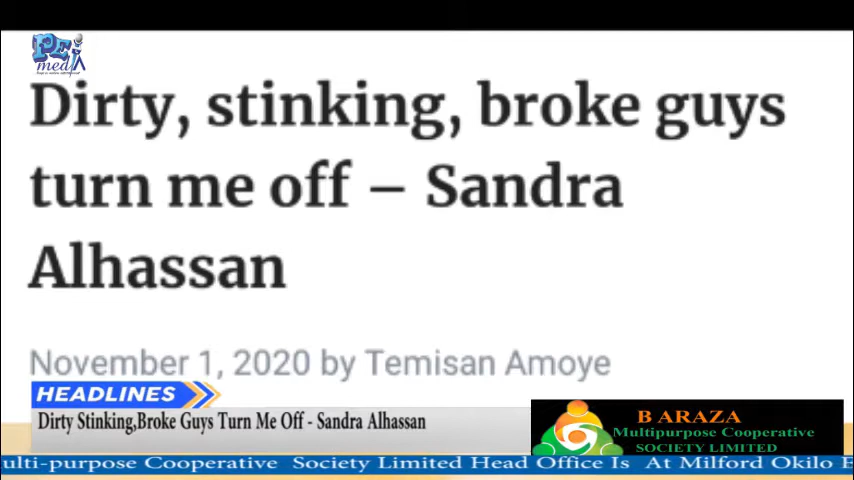 PE
media
Dirty, stinking, broke guys
turn me off – Sandra
Alhassan
November 1, 2020 by Temisan Amoye
HEADLINES
Dirty Stinking,Broke Guys Turn Me Off - Sandra Alhassan
BARAZA
Multipurpose Cooperative
SOCIETY LIMITED
ulti-purpose Cooperative Society Limited Head Office Is At Milford Okilo